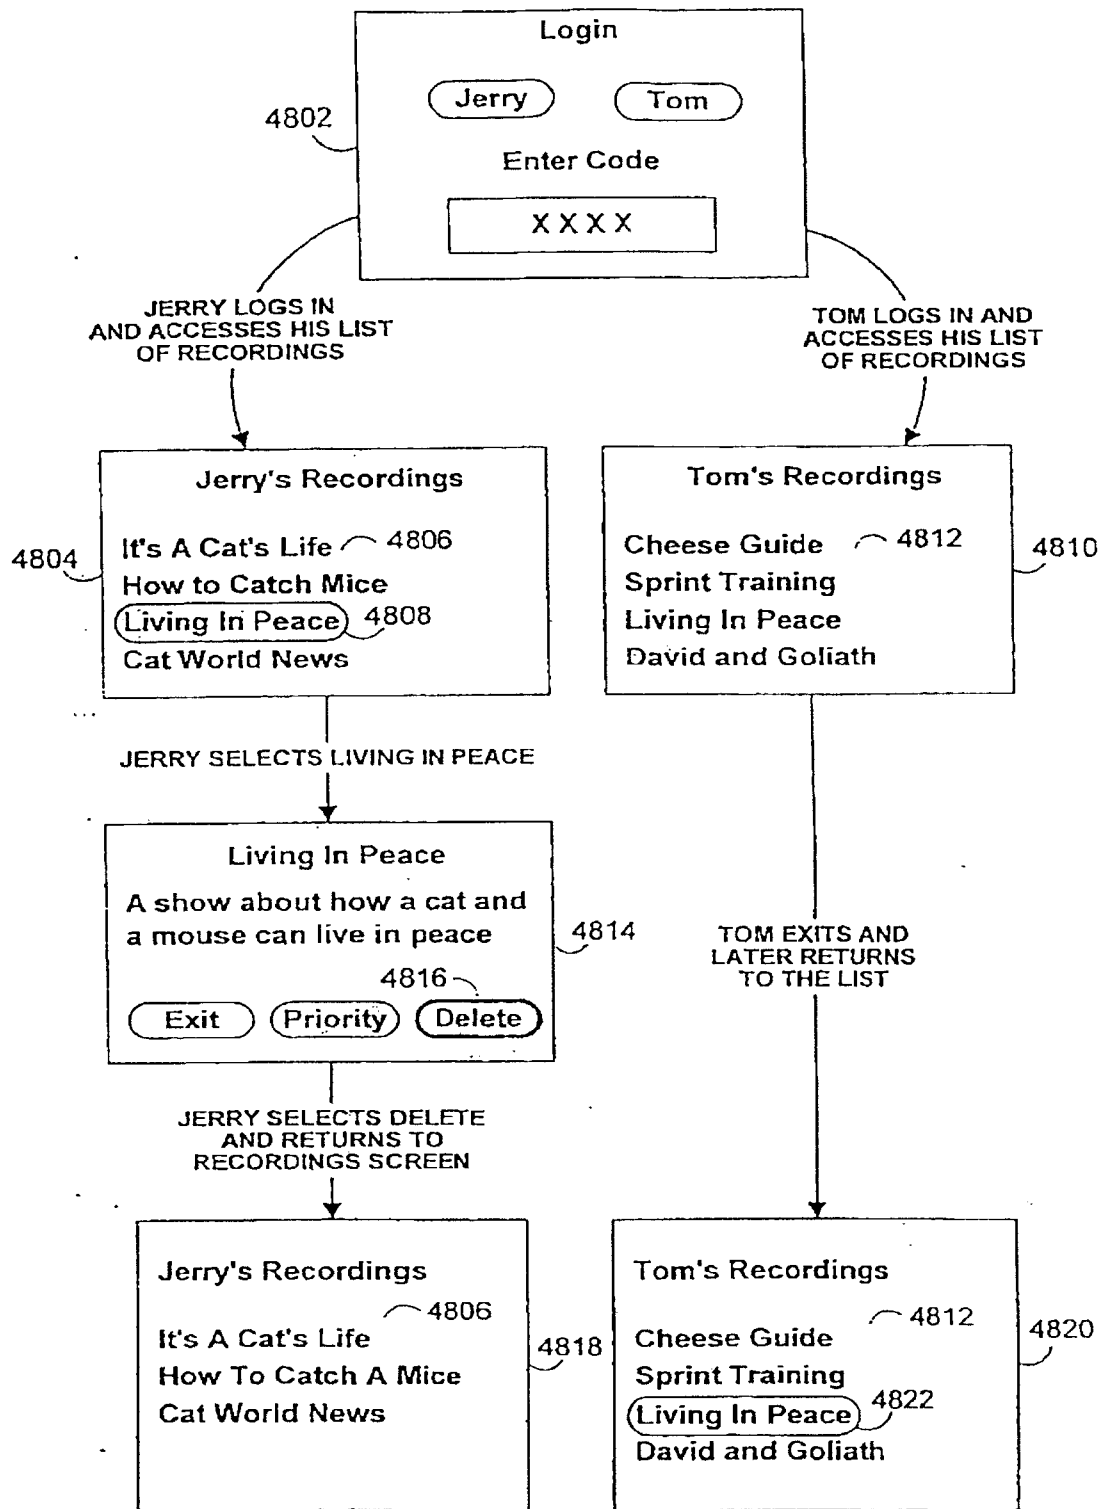 Login
Jerry Tom
4802
Enter Code
X X X X
JERRY LOGS IN
AND ACCESSES HIS LIST
OF RECORDINGS
TOM LOGS IN AND
ACCESSES HIS LIST
OF RECORDINGS
Jerry's Recordings
4804
It's A Cat's Life 4806
How to Catch Mice
Living In Peace 4808
Cat World News
Tom's Recordings
Cheese Guide 4812
4810
Sprint Training
Living In Peace
David and Goliath
JERRY SELECTS LIVING IN PEACE
Living In Peace
A show about how a cat and
a mouse can live in peace
4814
4816
Exit Priority Delete
TOM EXITS AND
LATER RETURNS
TO THE LIST
JERRY SELECTS DELETE
AND RETURNS TO
RECORDINGS SCREEN
Jerry's Recordings
4806
It's A Cat's Life
4818
How To Catch A Mice
Cat World News
Tom's Recordings
4812
4820
Cheese Guide
Sprint Training
4822
Living In Peace
David and Goliath